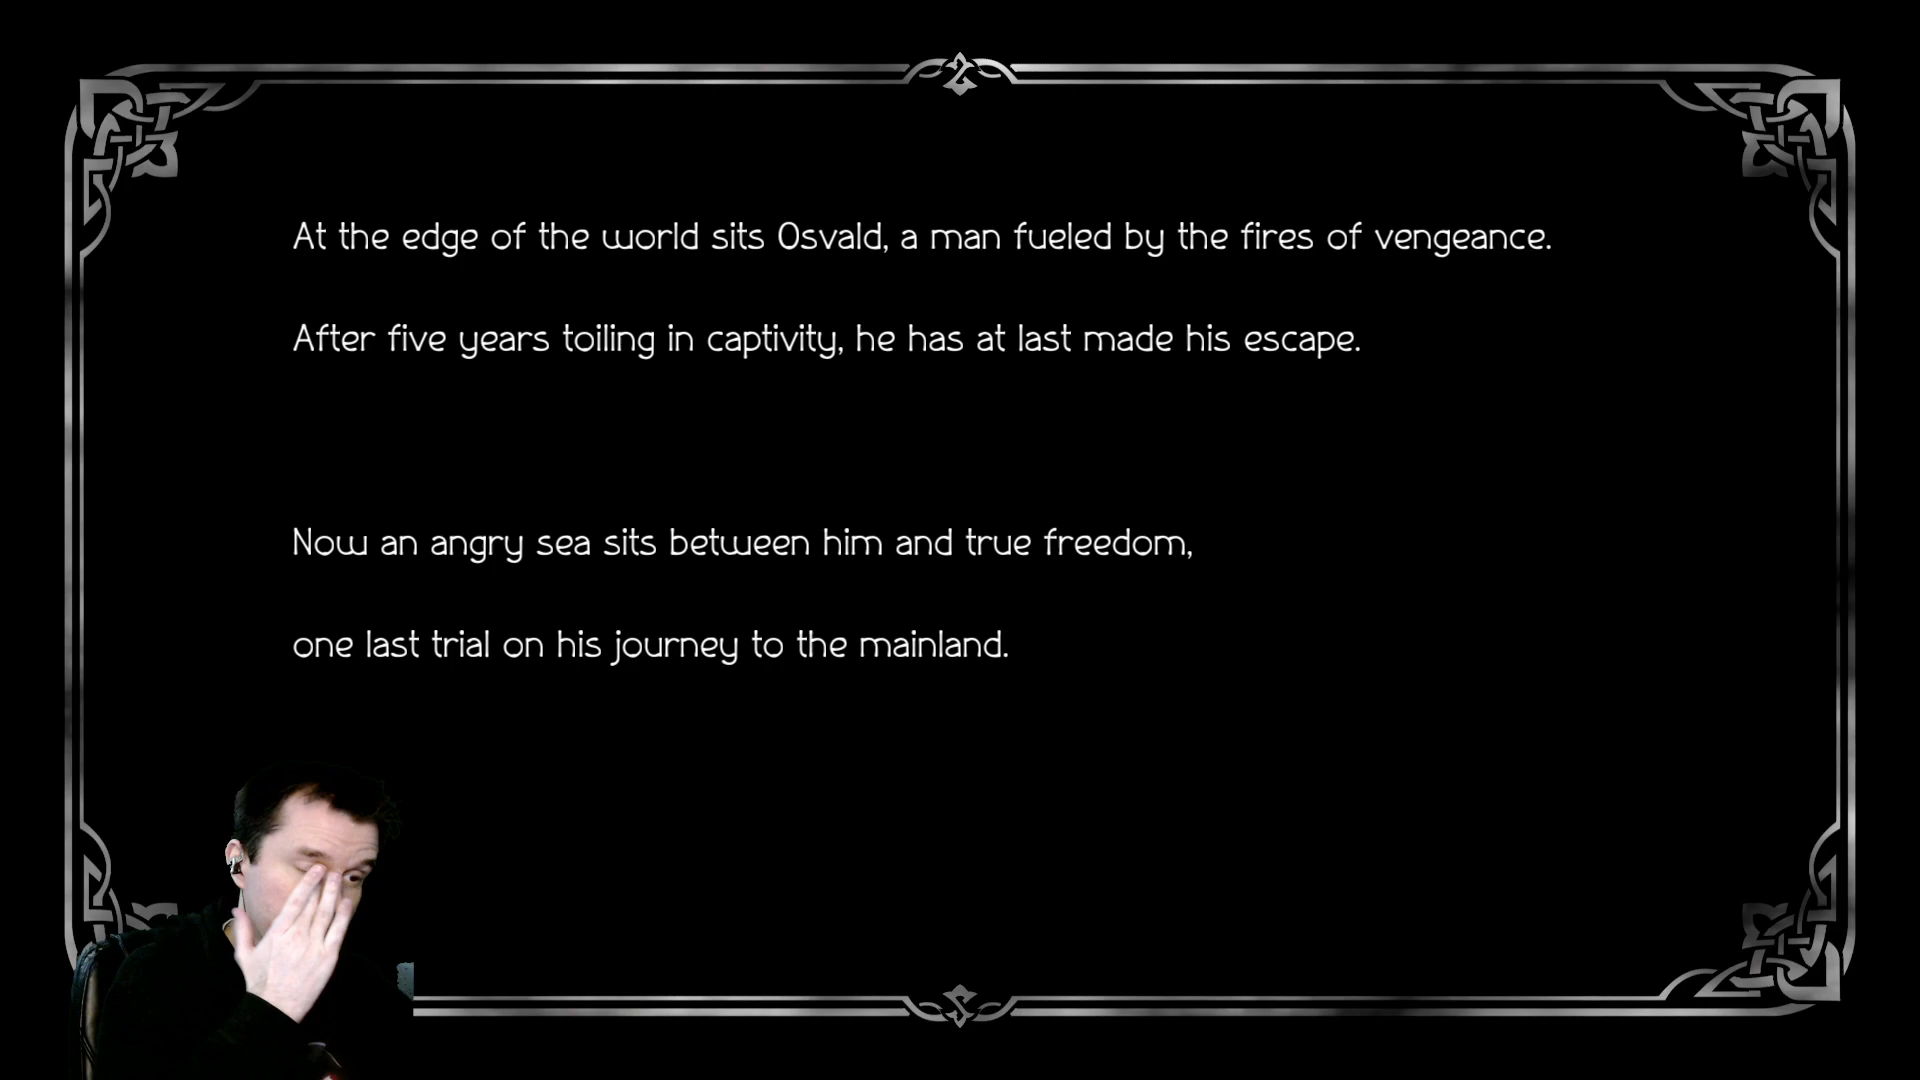 At the edge of the world sits Osvald, a man fueled by the fires of vengeance.
After five years toiling in captivity, he has at last made his escape.
Now an angry sea sits between him and true freedom,
one last trial on his journey to the mainland.